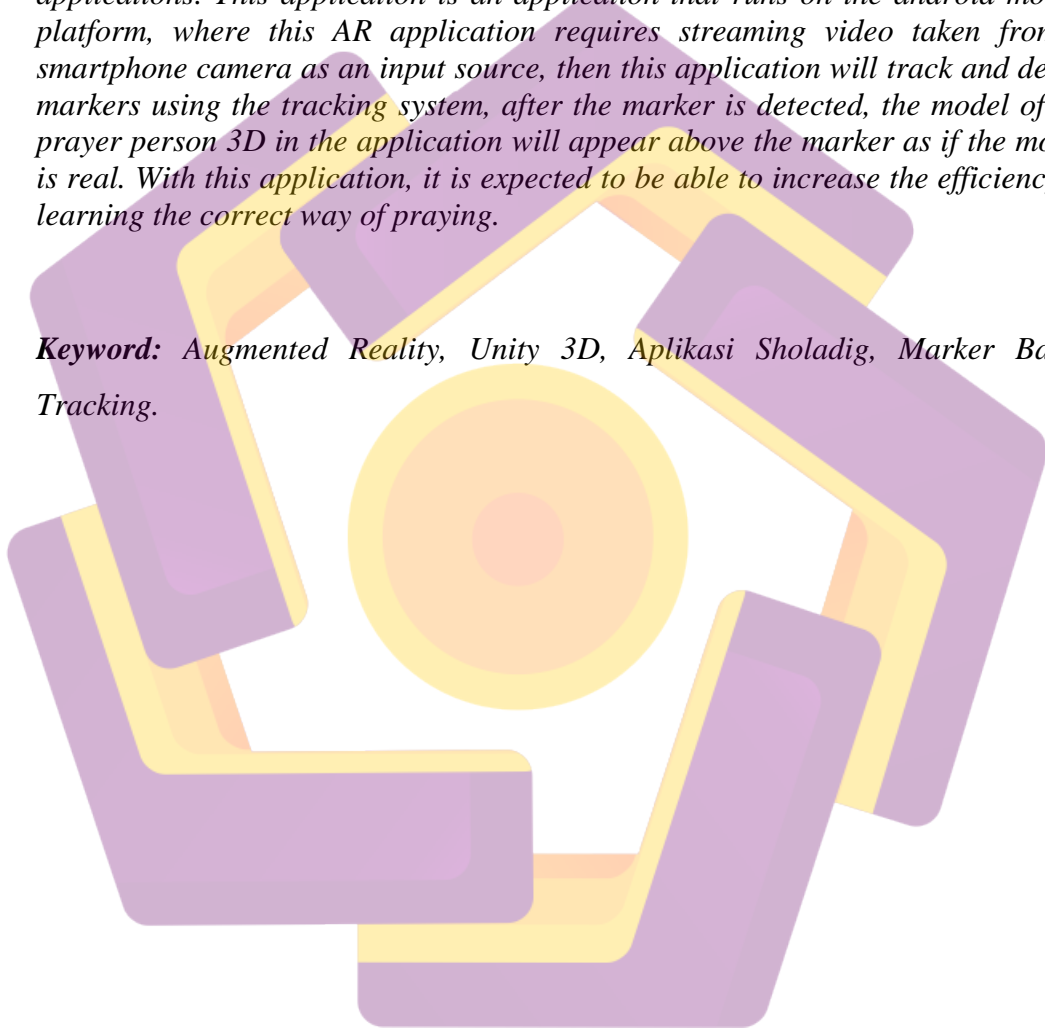 applications. This application is an application that runs on the android mo
platform, where this AR application requires streaming video taken from
smartphone camera as an input source, then this application will track and de
markers using the tracking system, after the marker is detected, the model of
prayer person 3D in the application will appear above the marker as if the mo
is real. With this application, it is expected to be able to increase the efficiency
learning the correct way of praying.
Keyword: Augmented Reality, Unity 3D, Aplikasi Sholadig, Marker Ba
Tracking.